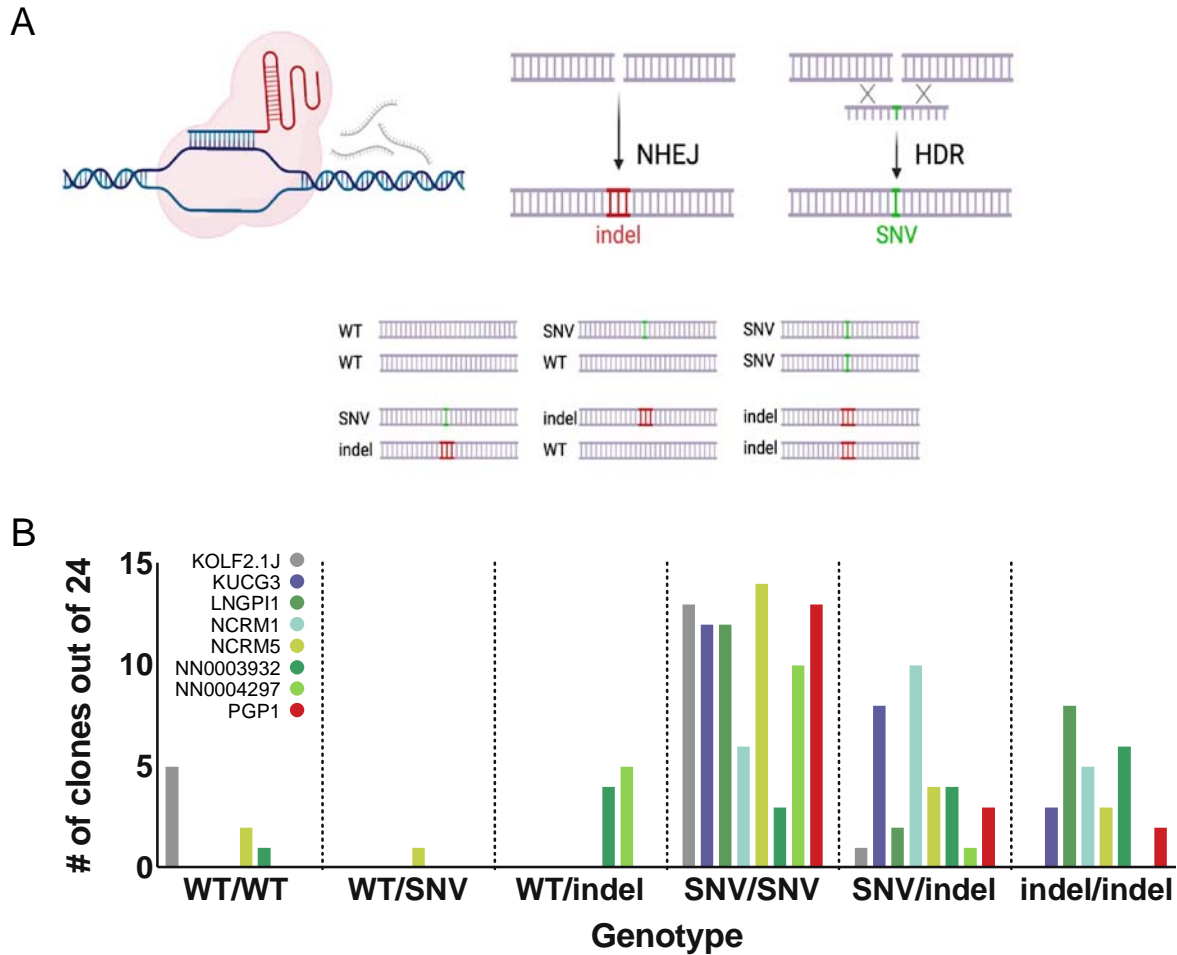 A
NHEJ
HDR
indel
SNV
WT
WT
SNV
WT
SNV
SNV
SNV
indel
indel
WT
indel
indel
B
# of clones out of 24
15
10
5
0
KOLF2.1J
KUCG3
LNGPI1
NCRM1
NCRM5
NN0003932
NN0004297
PGP1
WT/WT
WT/SNV
WT/indel
SNV/SNV
SNV/indel
indel/indel
Genotype